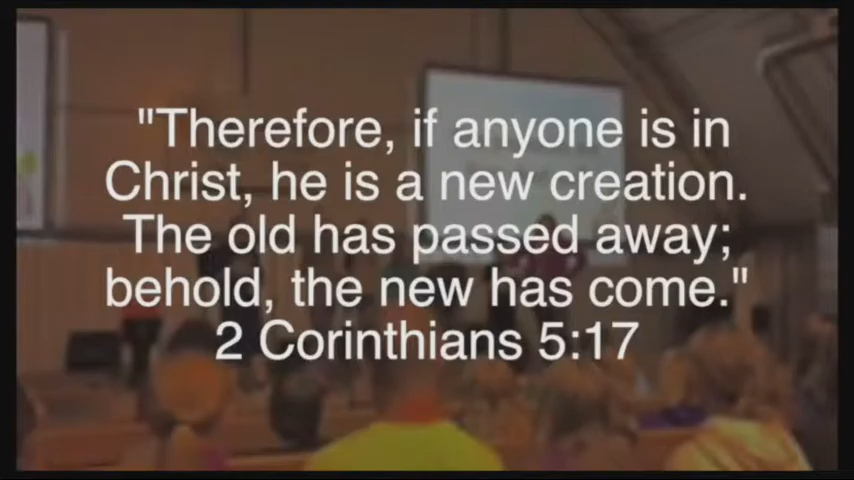 "Therefore, if anyone is in
Christ, he is a new creation.
The old has passed away;
behold, the new has come."
2 Corinthians 5:17